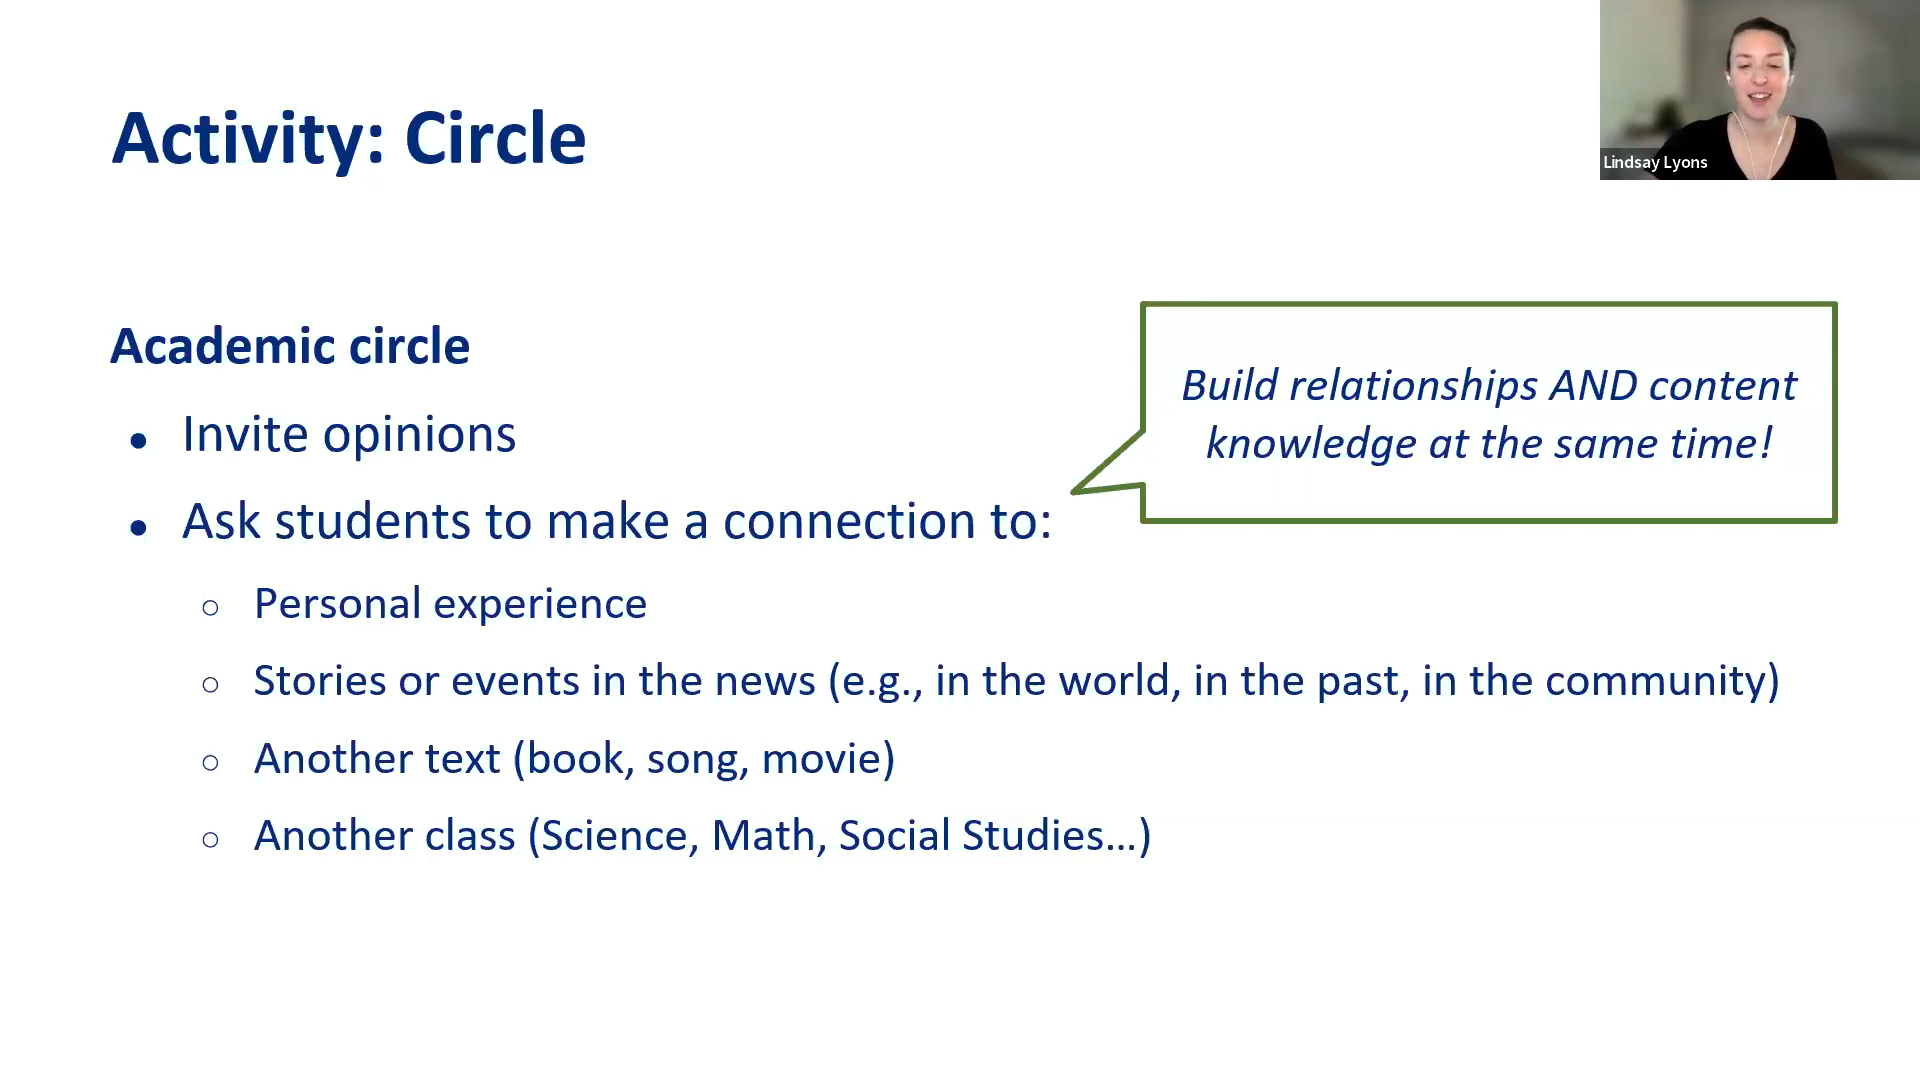 Activity: Circle
Lindsay Lyons
Academic circle
● Invite opinions
● Ask students to make a connection to:
○ Personal experience
○ Stories or events in the news (e.g., in the world, in the past, in the community)
○ Another text (book, song, movie)
○ Another class (Science, Math, Social Studies…)
Build relationships AND content
knowledge at the same time!